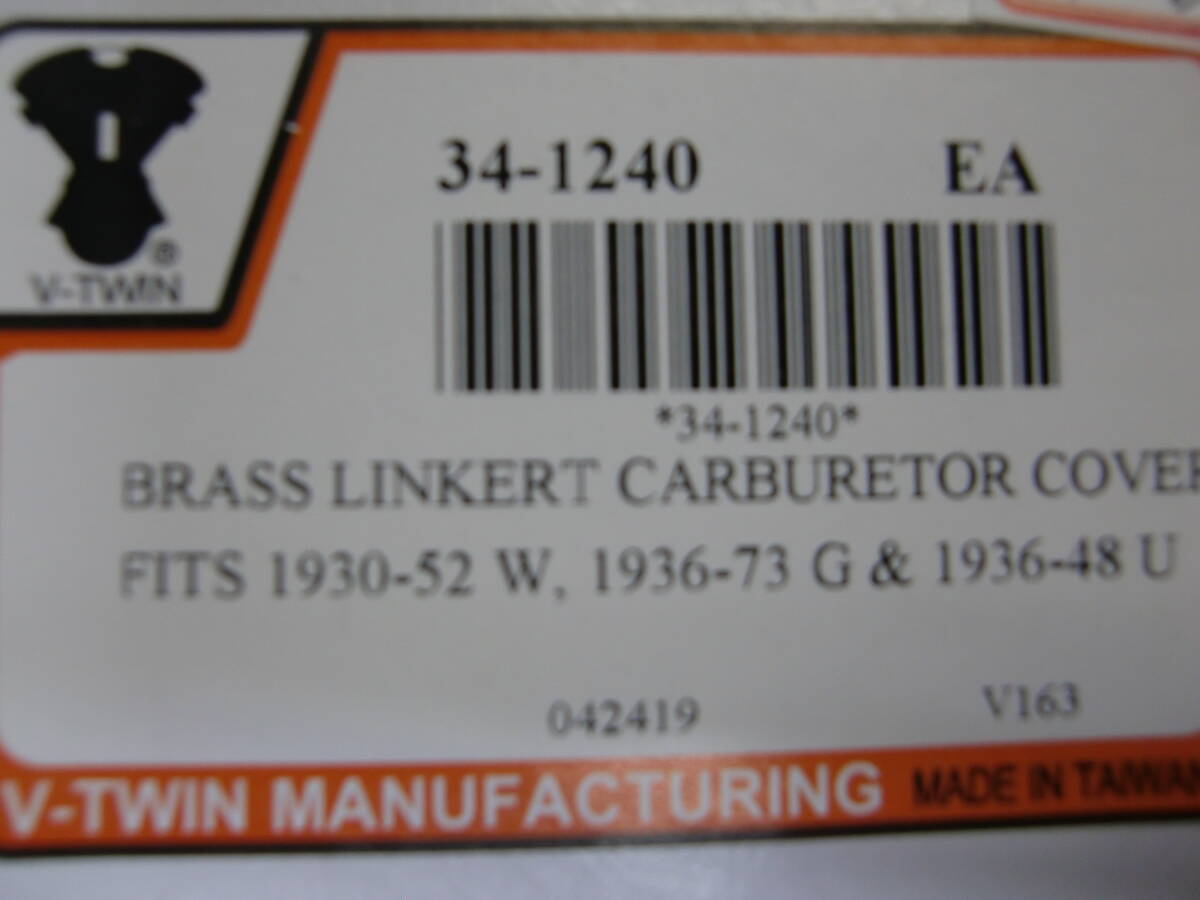 34-1240 EA
®
V-TWIN
*34-1240*
BRASS LINKERT CARBURETOR COVER
FITS 1930-52 W, 1936-73 G & 1936-48 U
042419 V163
V-TWIN MANUFACTURING MADE IN TAIWAN